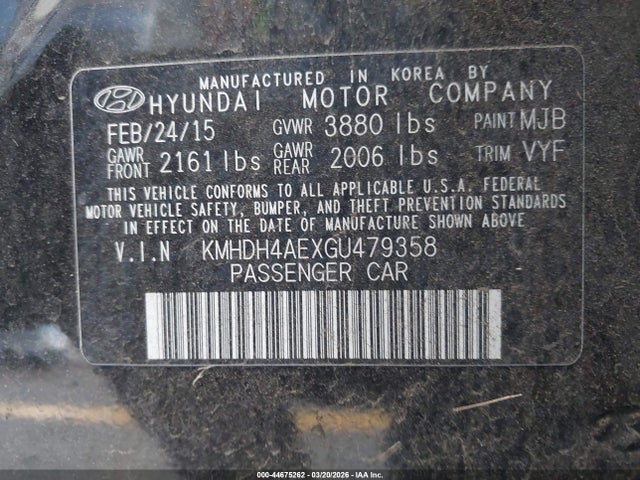 MANUFACTURED IN KOREA BY
HYUNDAI MOTOR COMPANY
FEB/24/15 GVWR 3880 lbs PAINT MJB
GAWR FRONT 2161 lbs GAWR REAR 2006 lbs TRIM VYF
THIS VEHICLE CONFORMS TO ALL APPLICABLE U.S.A. FEDERAL
MOTOR VEHICLE SAFETY, BUMPER, AND THEFT PREVENTION STANDARDS
IN EFFECT ON THE DATE OF MANUFACTURE SHOWN ABOVE.
V.I.N KMHDH4AEXGU479358
PASSENGER CAR
000-44675262 - 03/20/2026 - IAA Inc.